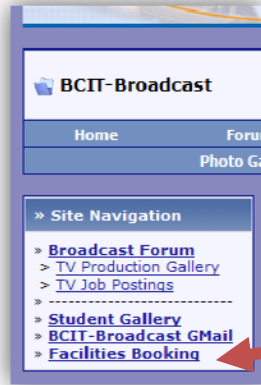 BCIT-Broadcast
Home
Photo
» Site Navigation
» Broadcast Forum
> TV Production Gallery
> TV Job Postings
» ---------------------------
» Student Gallery
» BCIT-Broadcast GMail
» Facilities Booking